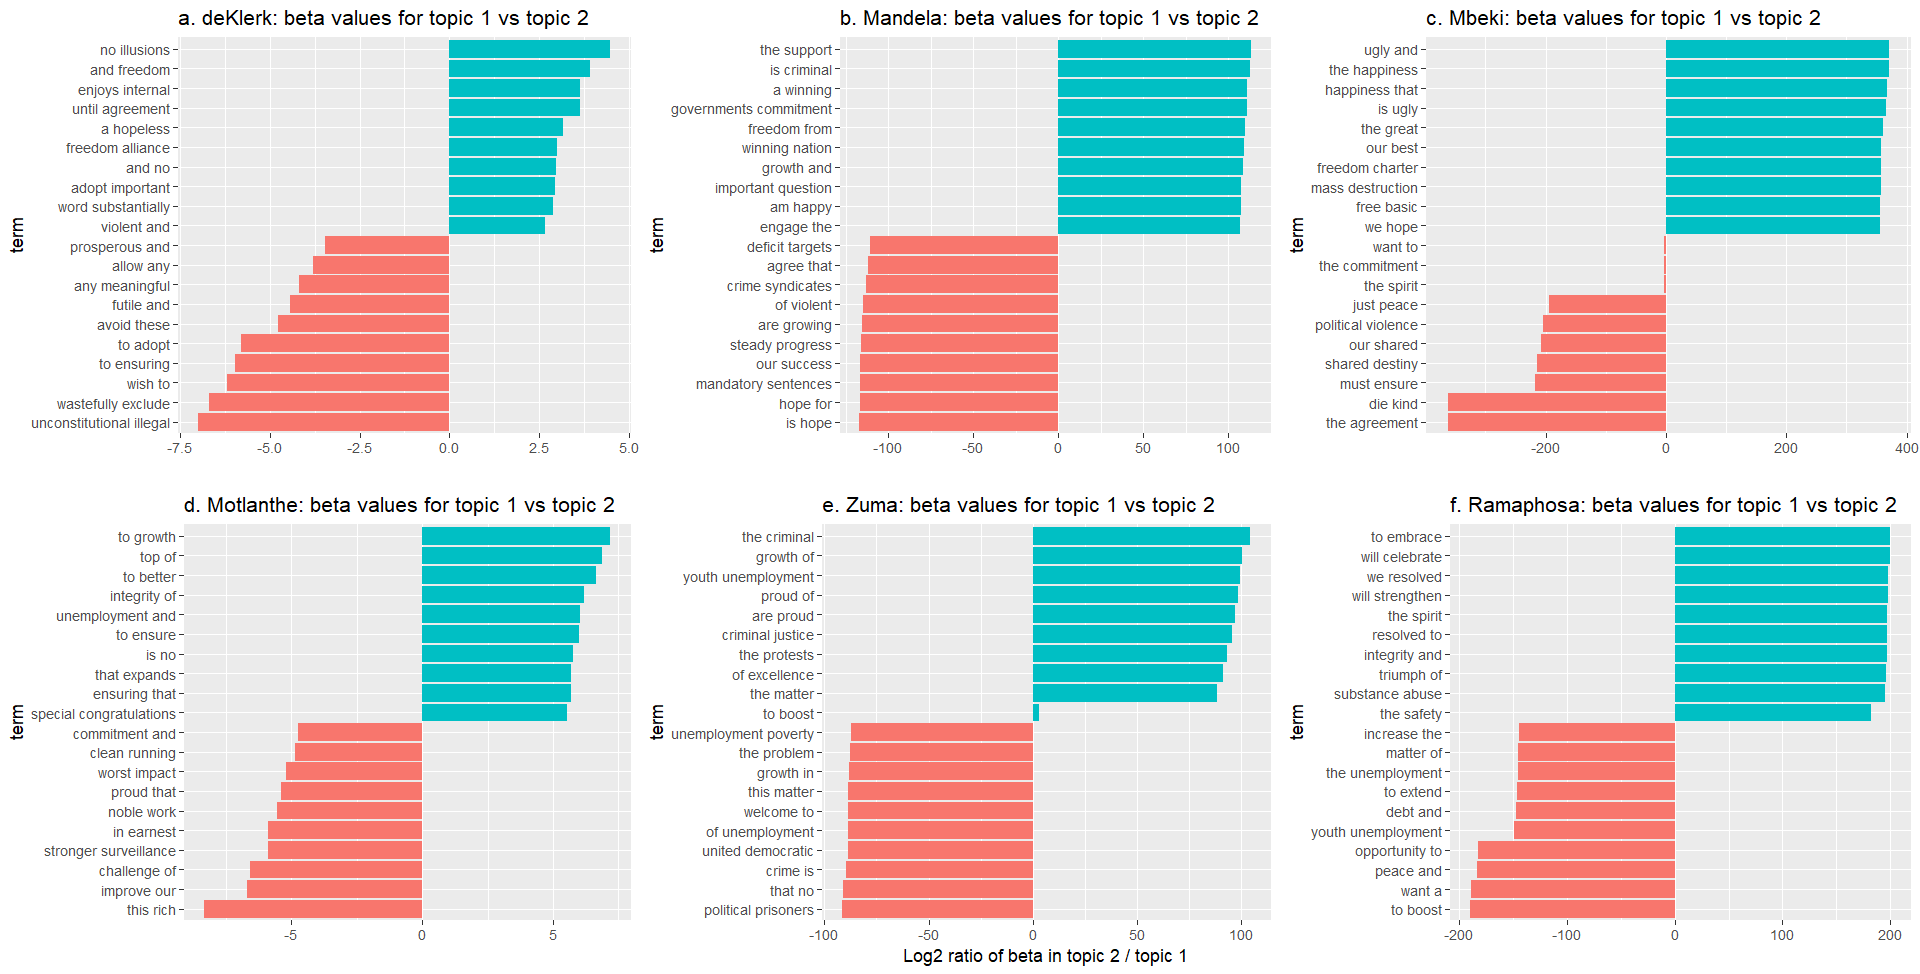 a. deKlerk: beta values for topic 1 vs topic 2
term
no illusions
and freedom
enjoys internal
until agreement
a hopeless
freedom alliance
and no
adopt important
word substantially
violent and
prosperous and
allow any
any meaningful
futile and
avoid these
to adopt
to ensuring
wish to
wastefully exclude
unconstitutional illegal
-7.5 -5.0 -2.5 0.0 2.5 5.0
b. Mandela: beta values for topic 1 vs topic 2
term
the support
is criminal
a winning
governments commitment
freedom from
winning nation
growth and
important question
am happy
engage the
deficit targets
agree that
crime syndicates
of violent
are growing
steady progress
our success
mandatory sentences
hope for
is hope
-100 -50 0 50 100
c. Mbeki: beta values for topic 1 vs topic 2
term
ugly and
the happiness
happiness that
is ugly
the great
our best
freedom charter
mass destruction
free basic
we hope
want to
the commitment
the spirit
just peace
political violence
our shared
shared destiny
must ensure
die kind
the agreement
-200 0 200 400
d. Motlanthe: beta values for topic 1 vs topic 2
term
to growth
top of
to better
integrity of
unemployment and
to ensure
is no
that expands
ensuring that
special congratulations
commitment and
clean running
worst impact
proud that
noble work
in earnest
stronger surveillance
challenge of
improve our
this rich
-5 0 5
e. Zuma: beta values for topic 1 vs topic 2
term
the criminal
growth of
youth unemployment
proud of
are proud
criminal justice
the protests
of excellence
the matter
to boost
unemployment poverty
the problem
growth in
this matter
welcome to
of unemployment
united democratic
crime is
that no
political prisoners
-100 -50 0 50 100
Log2 ratio of beta in topic 2 / topic 1
f. Ramaphosa: beta values for topic 1 vs topic 2
term
to embrace
will celebrate
we resolved
will strengthen
the spirit
resolved to
integrity and
triumph of
substance abuse
the safety
increase the
matter of
the unemployment
to extend
debt and
youth unemployment
opportunity to
peace and
want a
to boost
-200 -100 0 100 200